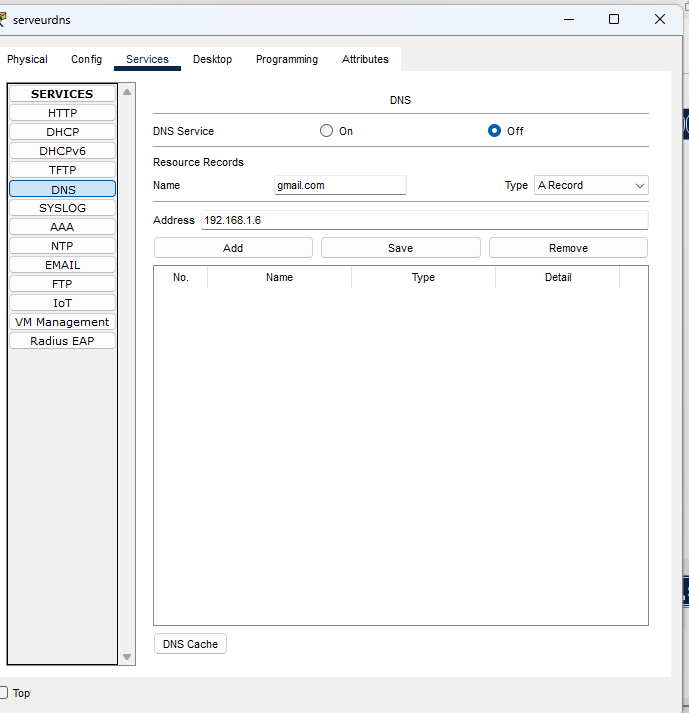 serveurdns
Physical Config Services Desktop Programming Attributes
SERVICES
HTTP
DHCP
DHCPv6
TFTP
DNS
SYSLOG
AAA
NTP
EMAIL
FTP
IoT
VM Management
Radius EAP
DNS
DNS Service On Off
Resource Records
Name gmail.com Type A Record
Address 192.168.1.6
Add Save Remove
No. Name Type Detail
DNS Cache
Top